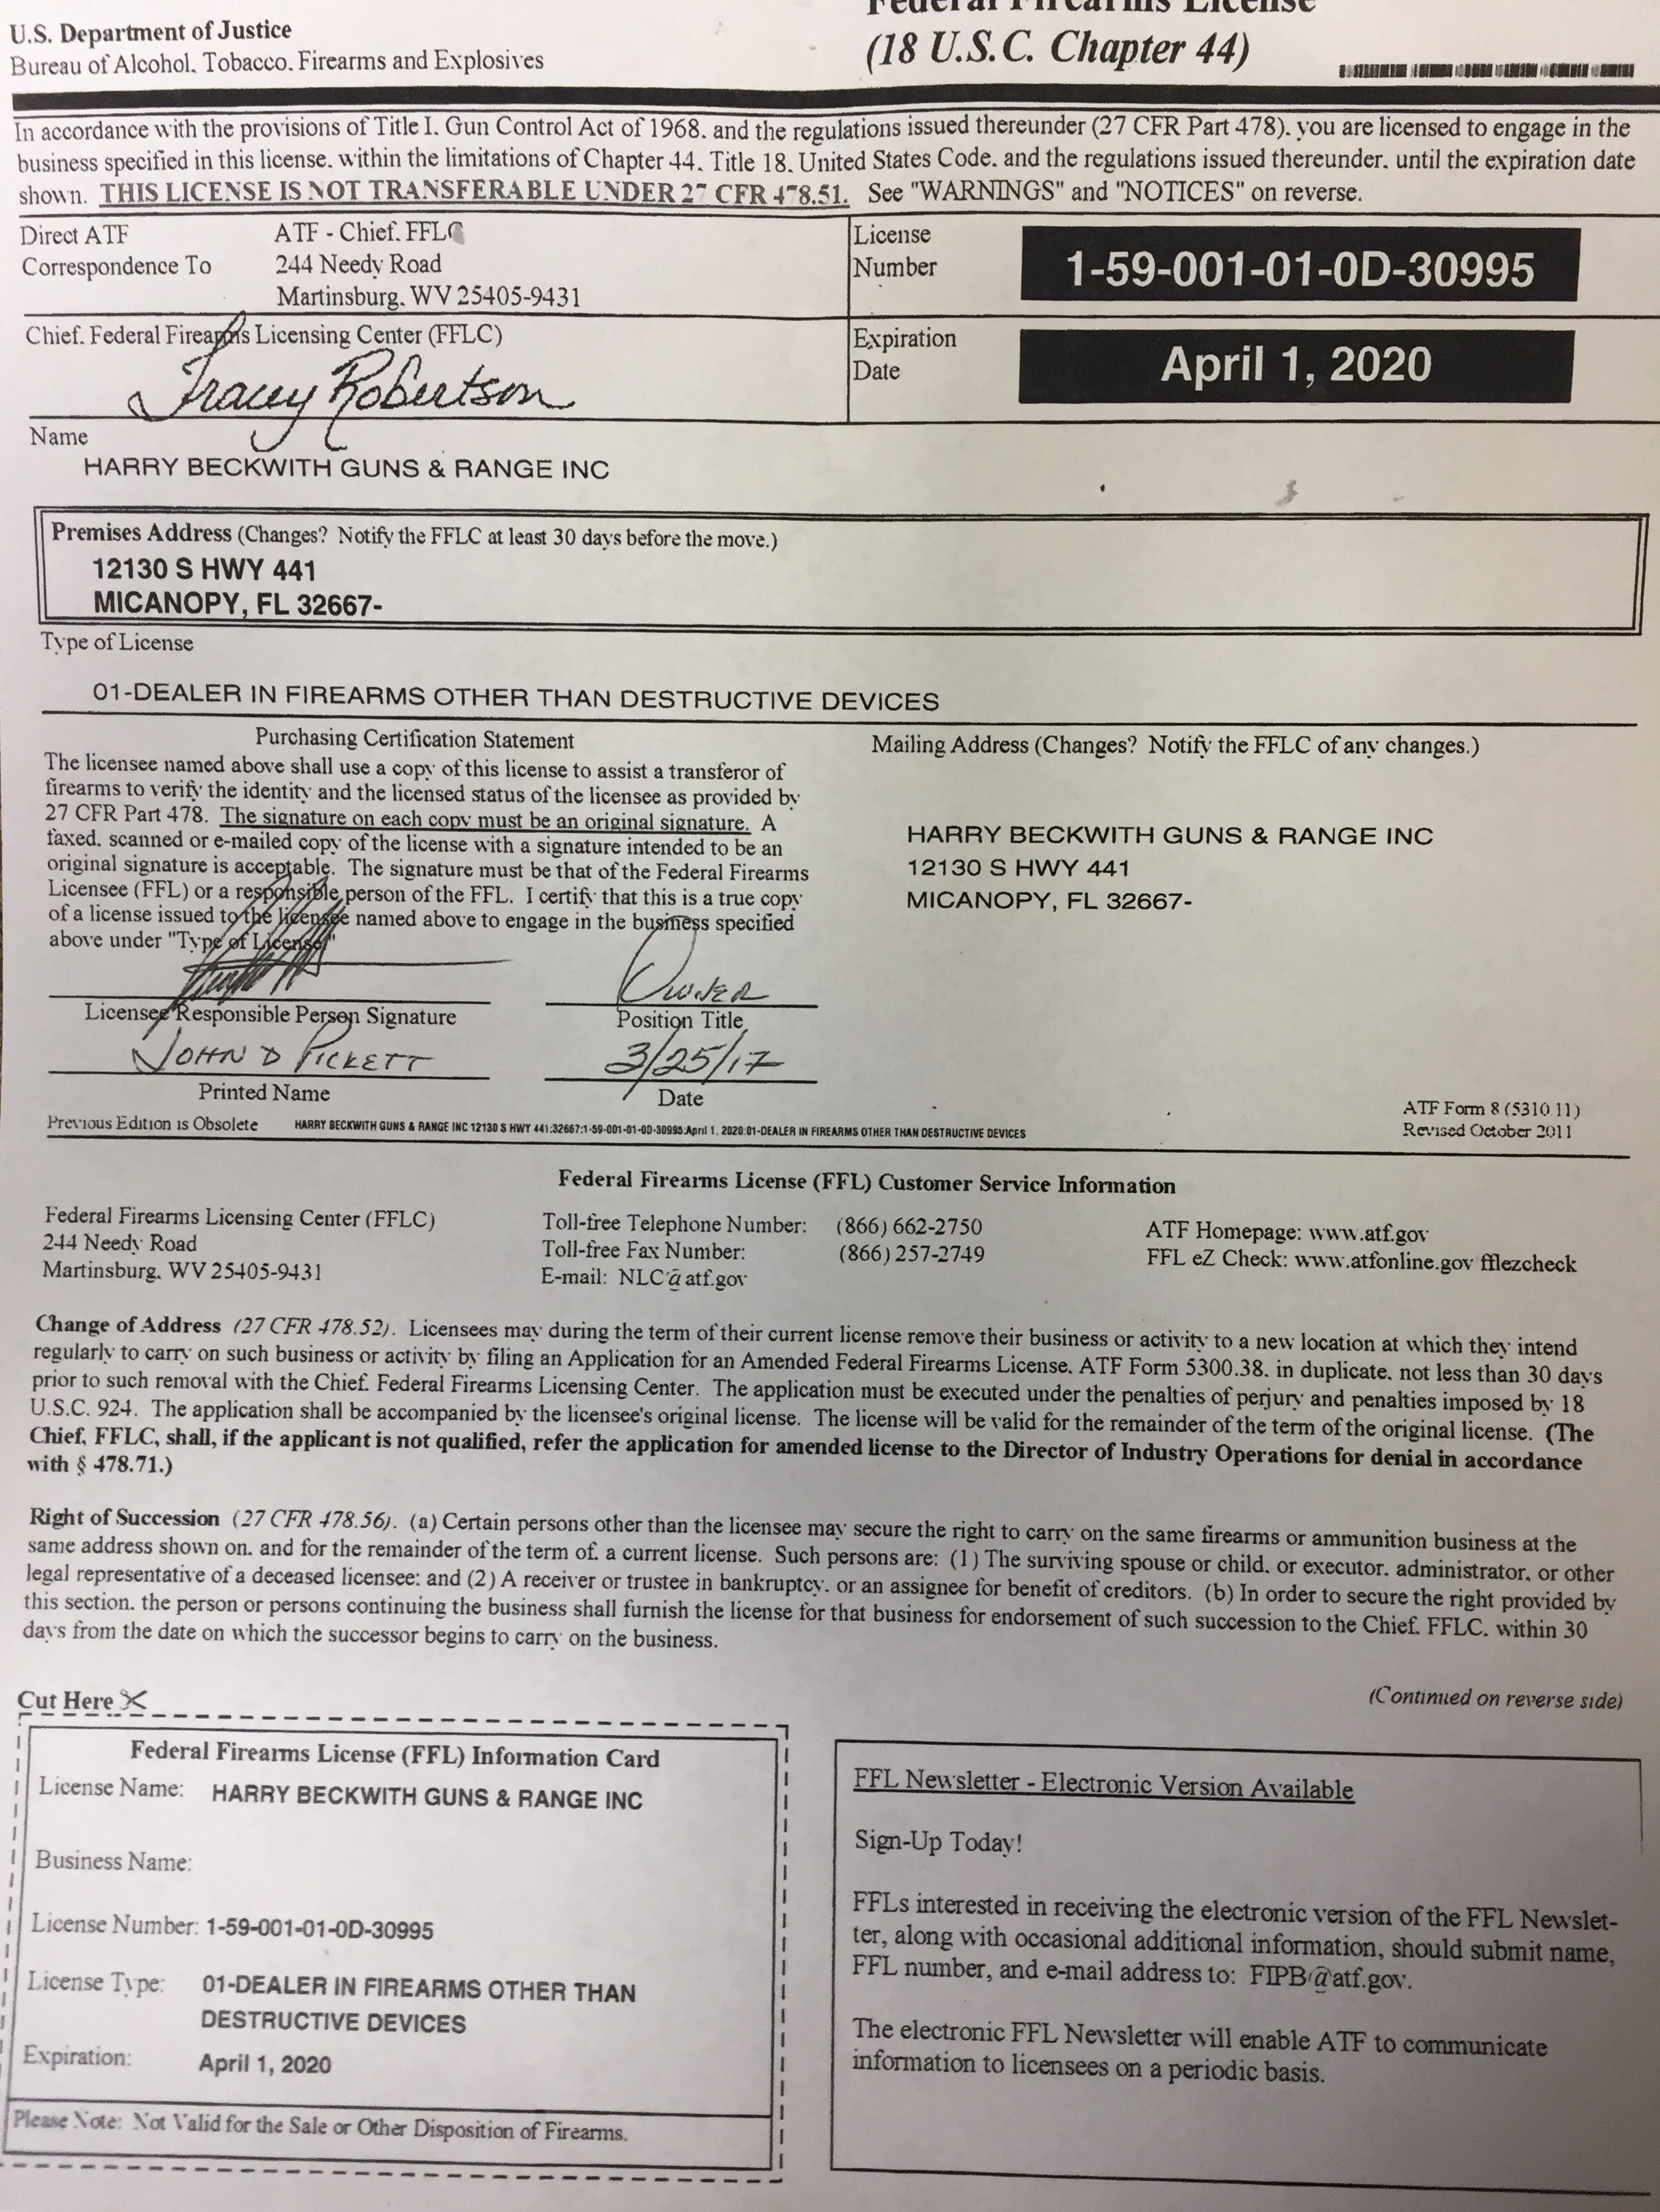 Federal Firearms License
(18 U.S.C. Chapter 44)
U.S. Department of Justice
Bureau of Alcohol, Tobacco, Firearms and Explosives
In accordance with the provisions of Title I, Gun Control Act of 1968, and the regulations issued thereunder (27 CFR Part 478), you are licensed to engage in the
business specified in this license, within the limitations of Chapter 44, Title 18, United States Code, and the regulations issued thereunder, until the expiration date
shown. THIS LICENSE IS NOT TRANSFERABLE UNDER 27 CFR 478.51. See "WARNINGS" and "NOTICES" on reverse.
Direct ATF
Correspondence To
ATF - Chief, FFLC
244 Needy Road
Martinsburg, WV 25405-9431
License
Number
1-59-001-01-0D-30995
Chief, Federal Firearms Licensing Center (FFLC)
Tracey Robertson
Expiration
Date
April 1, 2020
Name
HARRY BECKWITH GUNS & RANGE INC
Premises Address (Changes? Notify the FFLC at least 30 days before the move.)
12130 S HWY 441
MICANOPY, FL 32667-
Type of License
01-DEALER IN FIREARMS OTHER THAN DESTRUCTIVE DEVICES
Purchasing Certification Statement
The licensee named above shall use a copy of this license to assist a transferor of
firearms to verify the identity and the licensed status of the licensee as provided by
27 CFR Part 478. The signature on each copy must be an original signature. A
faxed, scanned or e-mailed copy of the license with a signature intended to be an
original signature is acceptable. The signature must be that of the Federal Firearms
Licensee (FFL) or a responsible person of the FFL. I certify that this is a true copy
of a license issued to the licensee named above to engage in the business specified
above under "Type of License."
Mailing Address (Changes? Notify the FFLC of any changes.)
HARRY BECKWITH GUNS & RANGE INC
12130 S HWY 441
MICANOPY, FL 32667-
OWNER
Licensee/Responsible Person Signature
Position Title
JOHN D PICKETT
3/25/17
Printed Name
Date
Previous Edition is Obsolete
HARRY BECKWITH GUNS & RANGE INC 12130 S HWY 441:32667:1-59-001-01-0D-30995:April 1, 2020:01-DEALER IN FIREARMS OTHER THAN DESTRUCTIVE DEVICES
ATF Form 8 (5310.11)
Revised October 2011
Federal Firearms License (FFL) Customer Service Information
Federal Firearms Licensing Center (FFLC)
244 Needy Road
Martinsburg, WV 25405-9431
Toll-free Telephone Number: (866) 662-2750
Toll-free Fax Number: (866) 257-2749
E-mail: NLC@atf.gov
ATF Homepage: www.atf.gov
FFL eZ Check: www.atfonline.gov fflezcheck
Change of Address (27 CFR 478.52). Licensees may during the term of their current license remove their business or activity to a new location at which they intend
regularly to carry on such business or activity by filing an Application for an Amended Federal Firearms License, ATF Form 5300.38, in duplicate, not less than 30 days
prior to such removal with the Chief, Federal Firearms Licensing Center. The application must be executed under the penalties of perjury and penalties imposed by 18
U.S.C. 924. The application shall be accompanied by the licensee's original license. The license will be valid for the remainder of the term of the original license. (The
Chief, FFLC, shall, if the applicant is not qualified, refer the application for amended license to the Director of Industry Operations for denial in accordance
with § 478.71.)
Right of Succession (27 CFR 478.56). (a) Certain persons other than the licensee may secure the right to carry on the same firearms or ammunition business at the
same address shown on, and for the remainder of the term of, a current license. Such persons are: (1) The surviving spouse or child, or executor, administrator, or other
legal representative of a deceased licensee; and (2) A receiver or trustee in bankruptcy, or an assignee for benefit of creditors. (b) In order to secure the right provided by
this section, the person or persons continuing the business shall furnish the license for that business for endorsement of such succession to the Chief, FFLC, within 30
days from the date on which the successor begins to carry on the business.
(Continued on reverse side)
Cut Here
Federal Firearms License (FFL) Information Card
License Name: HARRY BECKWITH GUNS & RANGE INC
Business Name:
License Number: 1-59-001-01-0D-30995
License Type: 01-DEALER IN FIREARMS OTHER THAN
DESTRUCTIVE DEVICES
Expiration: April 1, 2020
Please Note: Not Valid for the Sale or Other Disposition of Firearms.
FFL Newsletter - Electronic Version Available
Sign-Up Today!
FFLs interested in receiving the electronic version of the FFL Newslet-
ter, along with occasional additional information, should submit name,
FFL number, and e-mail address to: FIPB@atf.gov.
The electronic FFL Newsletter will enable ATF to communicate
information to licensees on a periodic basis.